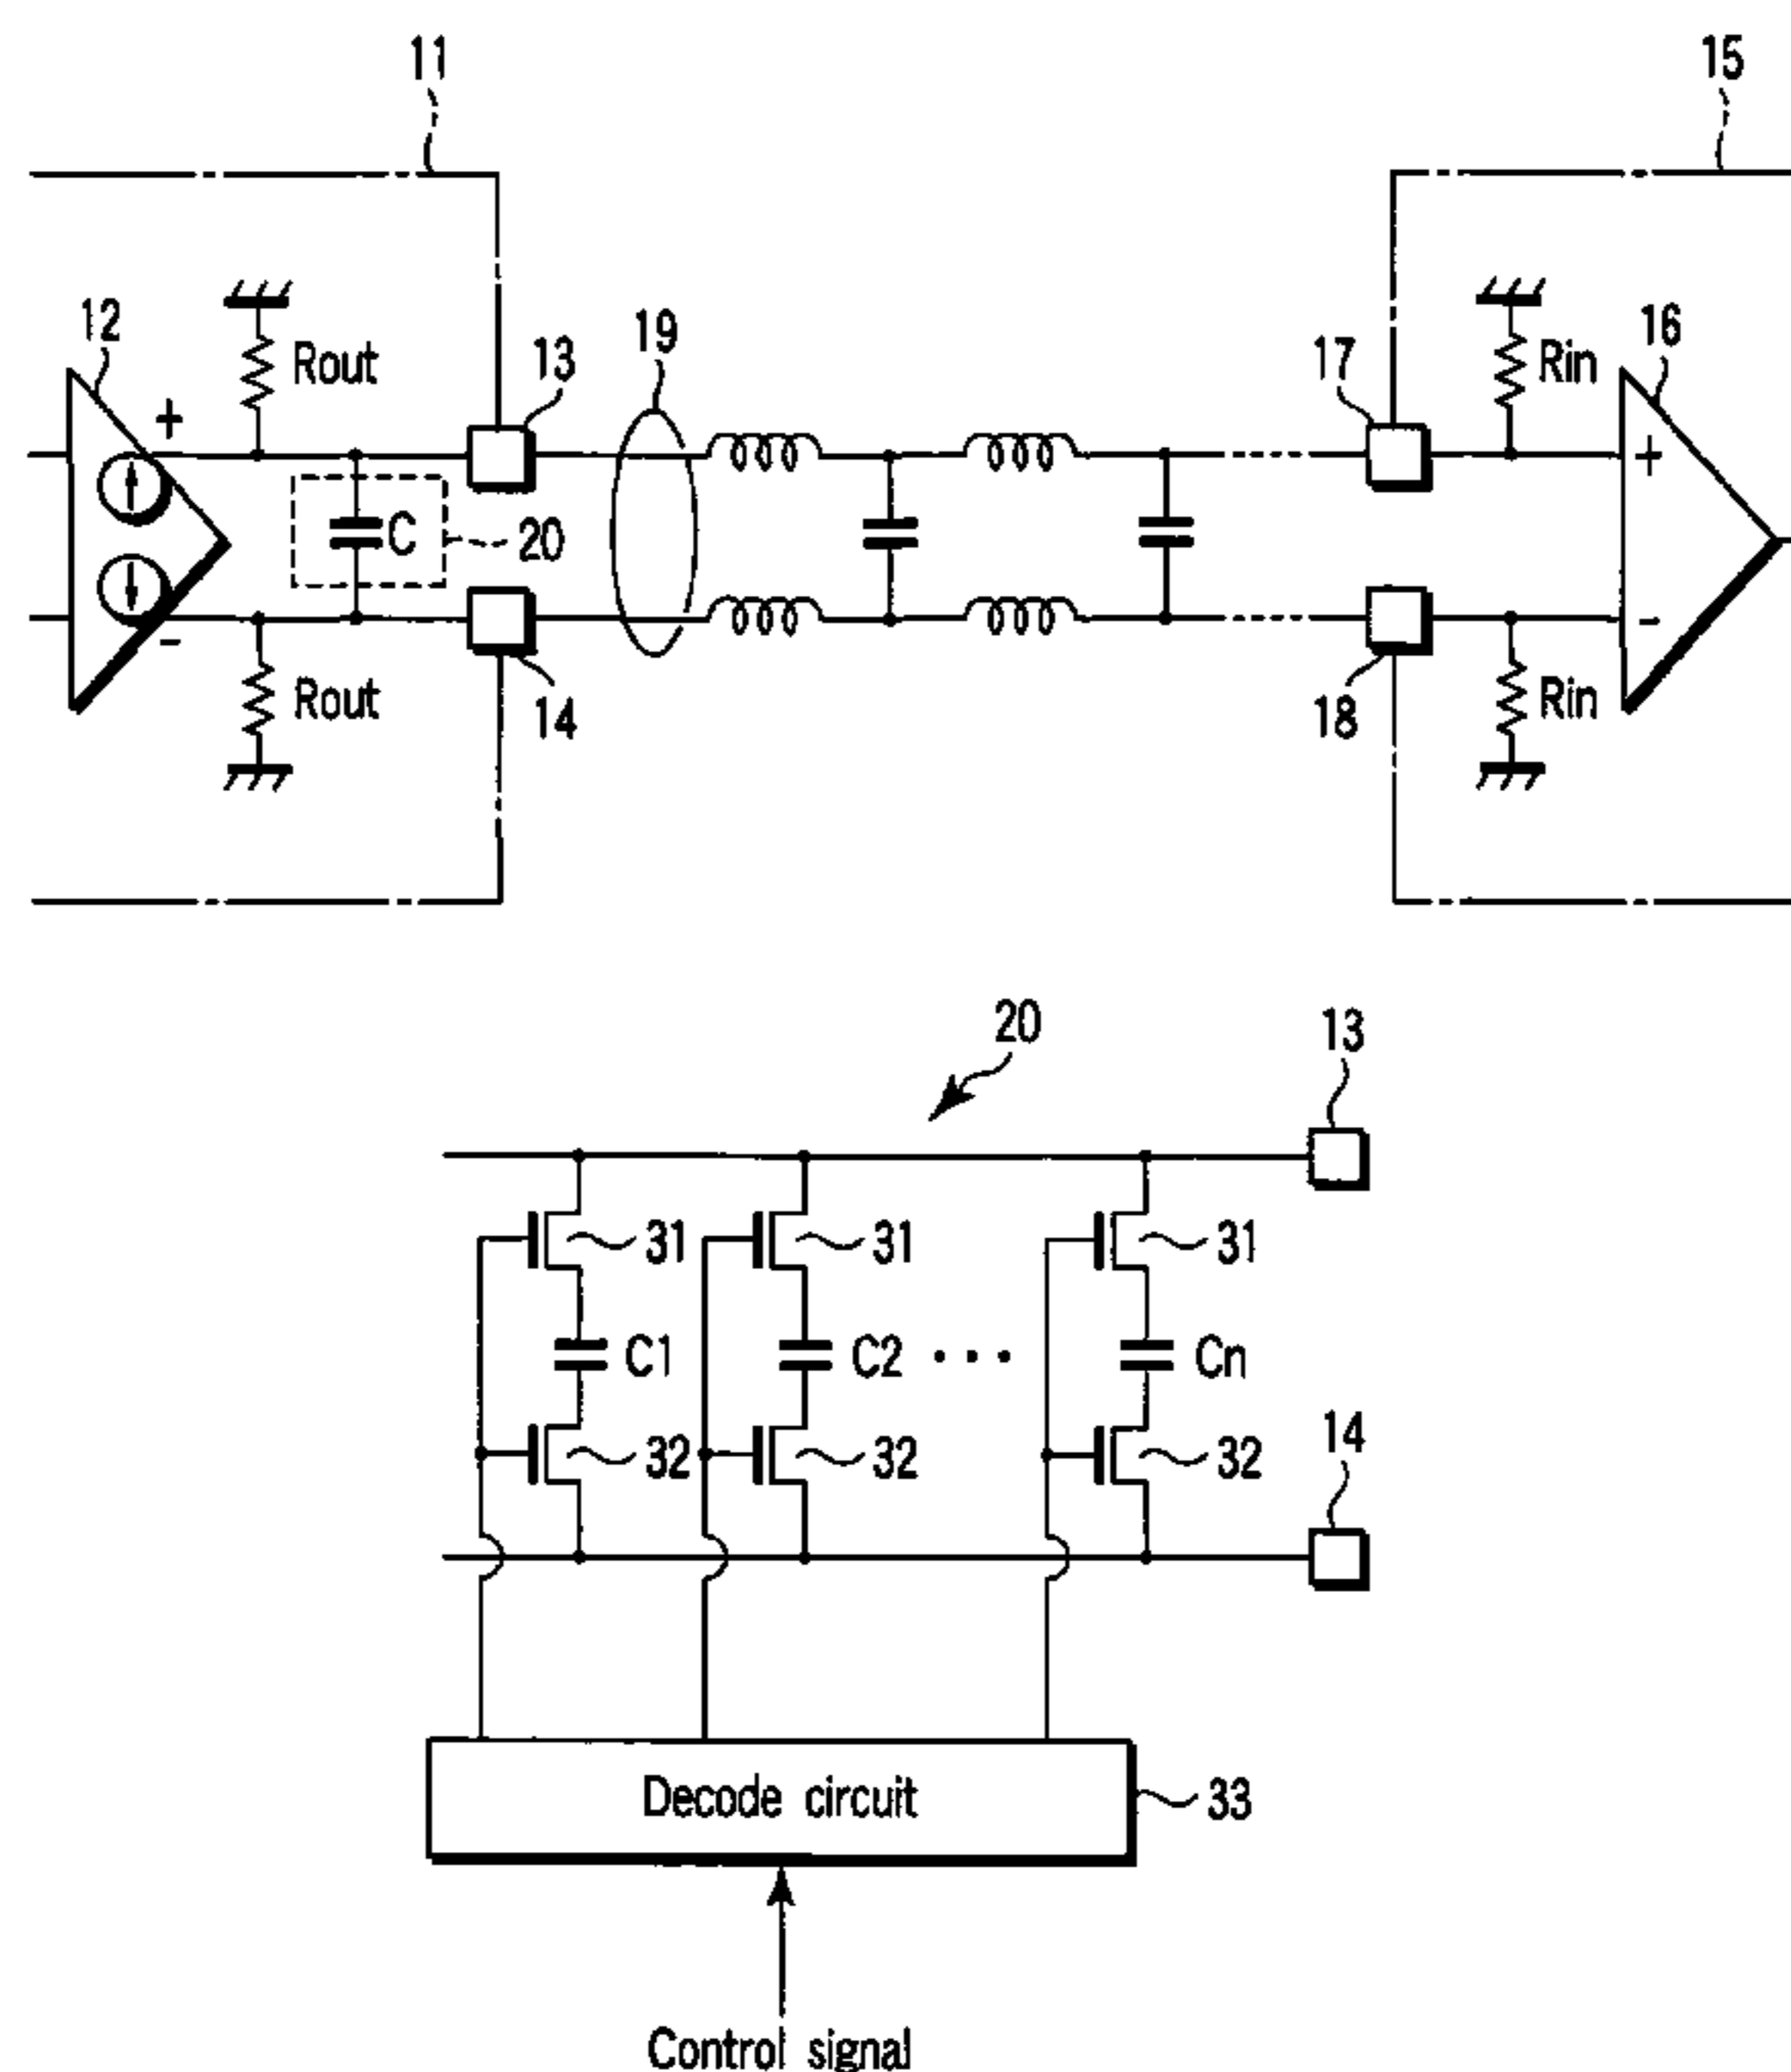 11
15
12
Rout
13
19
17
Rin
16
+
+
C
20
-
-
Rout
14
18
Rin
20
13
31
31
31
C1
C2
Cn
32
32
32
14
Decode circuit
33
Control signal